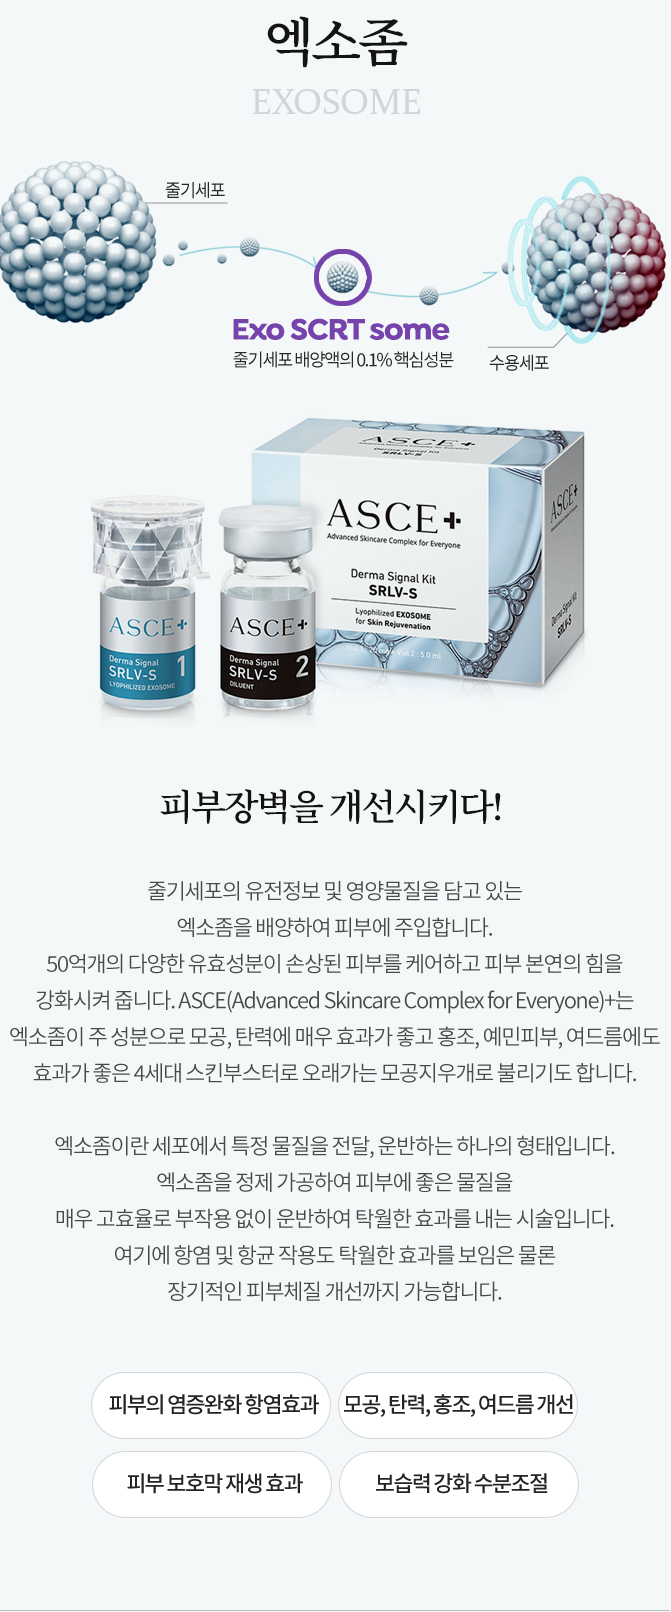 엑소좀
EXOSOME
줄기세포
Exo SCRT some
줄기세포 배양액의 0.1% 핵심성분
수용세포
ASCE+
Derma Signal Kit
SRLV-S
ASCE+
Advanced Skincare Complex for Everyone
Derma Signal Kit
SRLV-S
Lyophilized EXOSOME
for Skin Rejuvenation
Vial 2 : 5.0 ml
ASCE+
Derma Signal Kit
SRLV-S
ASCE+
Derma Signal
SRLV-S 1
LYOPHILIZED EXOSOME
ASCE+
Derma Signal
SRLV-S 2
DILUENT
피부장벽을 개선시키다!
줄기세포의 유전정보 및 영양물질을 담고 있는
엑소좀을 배양하여 피부에 주입합니다.
50억개의 다양한 유효성분이 손상된 피부를 케어하고 피부 본연의 힘을
강화시켜 줍니다. ASCE(Advanced Skincare Complex for Everyone)+는
엑소좀이 주 성분으로 모공, 탄력에 매우 효과가 좋고 홍조, 예민피부, 여드름에도
효과가 좋은 4세대 스킨부스터로 오래가는 모공지우개로 불리기도 합니다.
엑소좀이란 세포에서 특정 물질을 전달, 운반하는 하나의 형태입니다.
엑소좀을 정제 가공하여 피부에 좋은 물질을
매우 고효율로 부작용 없이 운반하여 탁월한 효과를 내는 시술입니다.
여기에 항염 및 항균 작용도 탁월한 효과를 보임은 물론
장기적인 피부체질 개선까지 가능합니다.
피부의 염증완화 항염효과
모공, 탄력, 홍조, 여드름 개선
피부 보호막 재생 효과
보습력 강화 수분조절